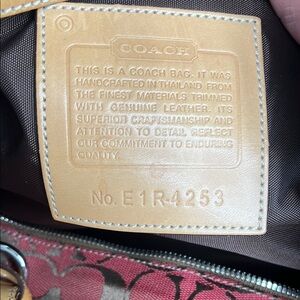 COACH
THIS IS A COACH BAG. IT WAS
HANDCRAFTED IN THAILAND FROM
THE FINEST MATERIALS TRIMMED
WITH GENUINE LEATHER. ITS
SUPERIOR CRAFTSMANSHIP AND
ATTENTION TO DETAIL REFLECT
OUR COMMITMENT TO ENDURING
QUALITY.
No. E1R-4253